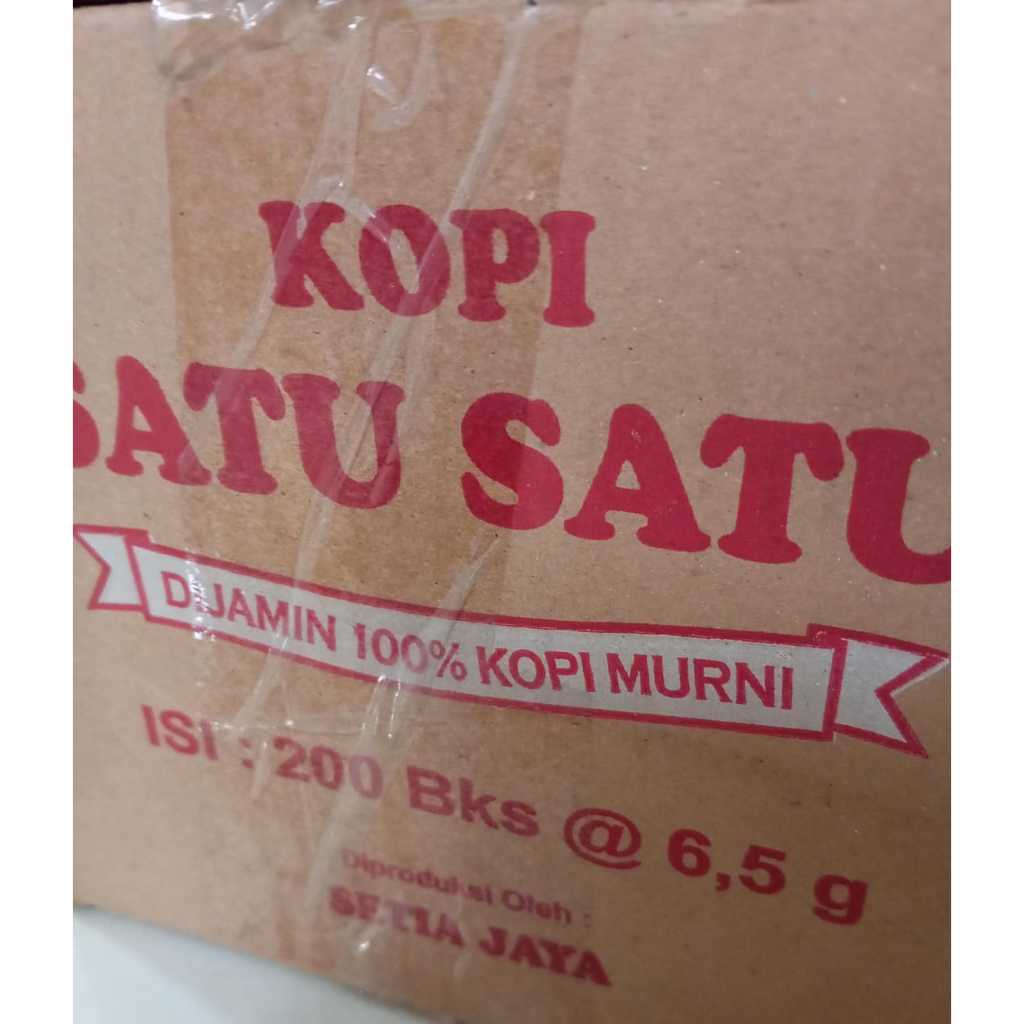 KOPI
SATU SATU
DIJAMIN 100% KOPI MURNI
ISI : 200 Bks @ 6,5 g
Diproduksi Oleh :
SETIA JAYA